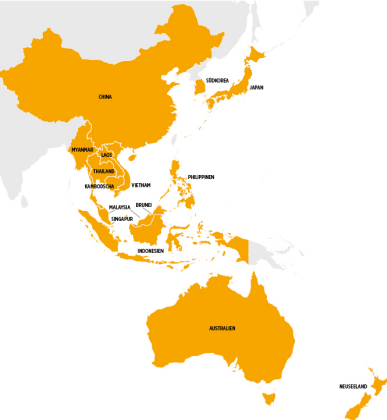 SÜDKOREA
JAPAN
CHINA
MYANMAR
LAOS
THAILAND
KAMBODSCHA
VIETNAM
PHILIPPINEN
MALAYSIA
BRUNEI
SINGAPUR
INDONESIEN
AUSTRALIEN
NEUSEELAND